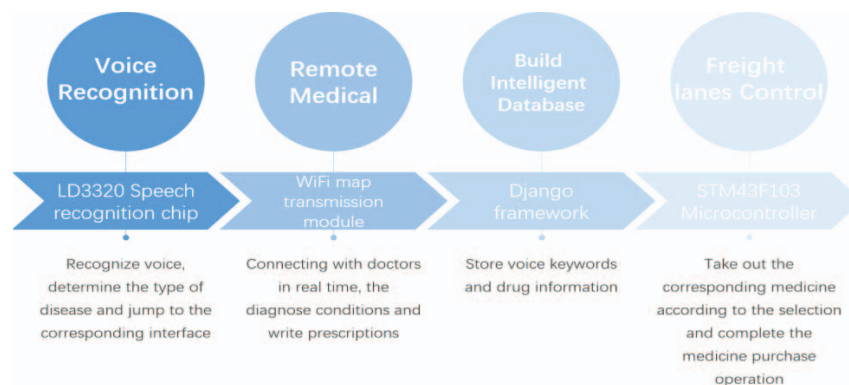 Voice
Recognition
Remote
Medical
Build
Intelligent
Database
Freight
lanes Control
LD3320 Speech
recognition chip
WiFi map
transmission
module
Django
framework
STM43F103
Microcontroller
Recognize voice,
determine the type of
disease and jump to the
corresponding interface
Connecting with doctors
in real time, the
diagnose conditions and
write prescriptions
Store voice keywords
and drug information
Take out the
corresponding medicine
according to the selection
and complete the
medicine purchase
operation